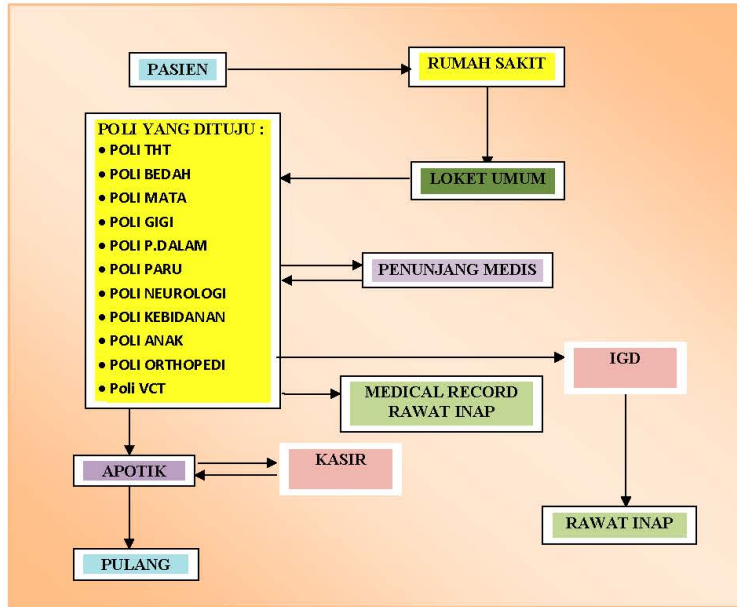 PASIEN
RUMAH SAKIT
POLI YANG DITUJU :
• POLI THT
• POLI BEDAH
• POLI MATA
• POLI GIGI
• POLI P.DALAM
• POLI PARU
• POLI NEUROLOGI
• POLI KEBIDANAN
• POLI ANAK
• POLI ORTHOPEDI
• Poli VCT
LOKET UMUM
PENUNJANG MEDIS
IGD
MEDICAL RECORD
RAWAT INAP
APOTIK
KASIR
RAWAT INAP
PULANG